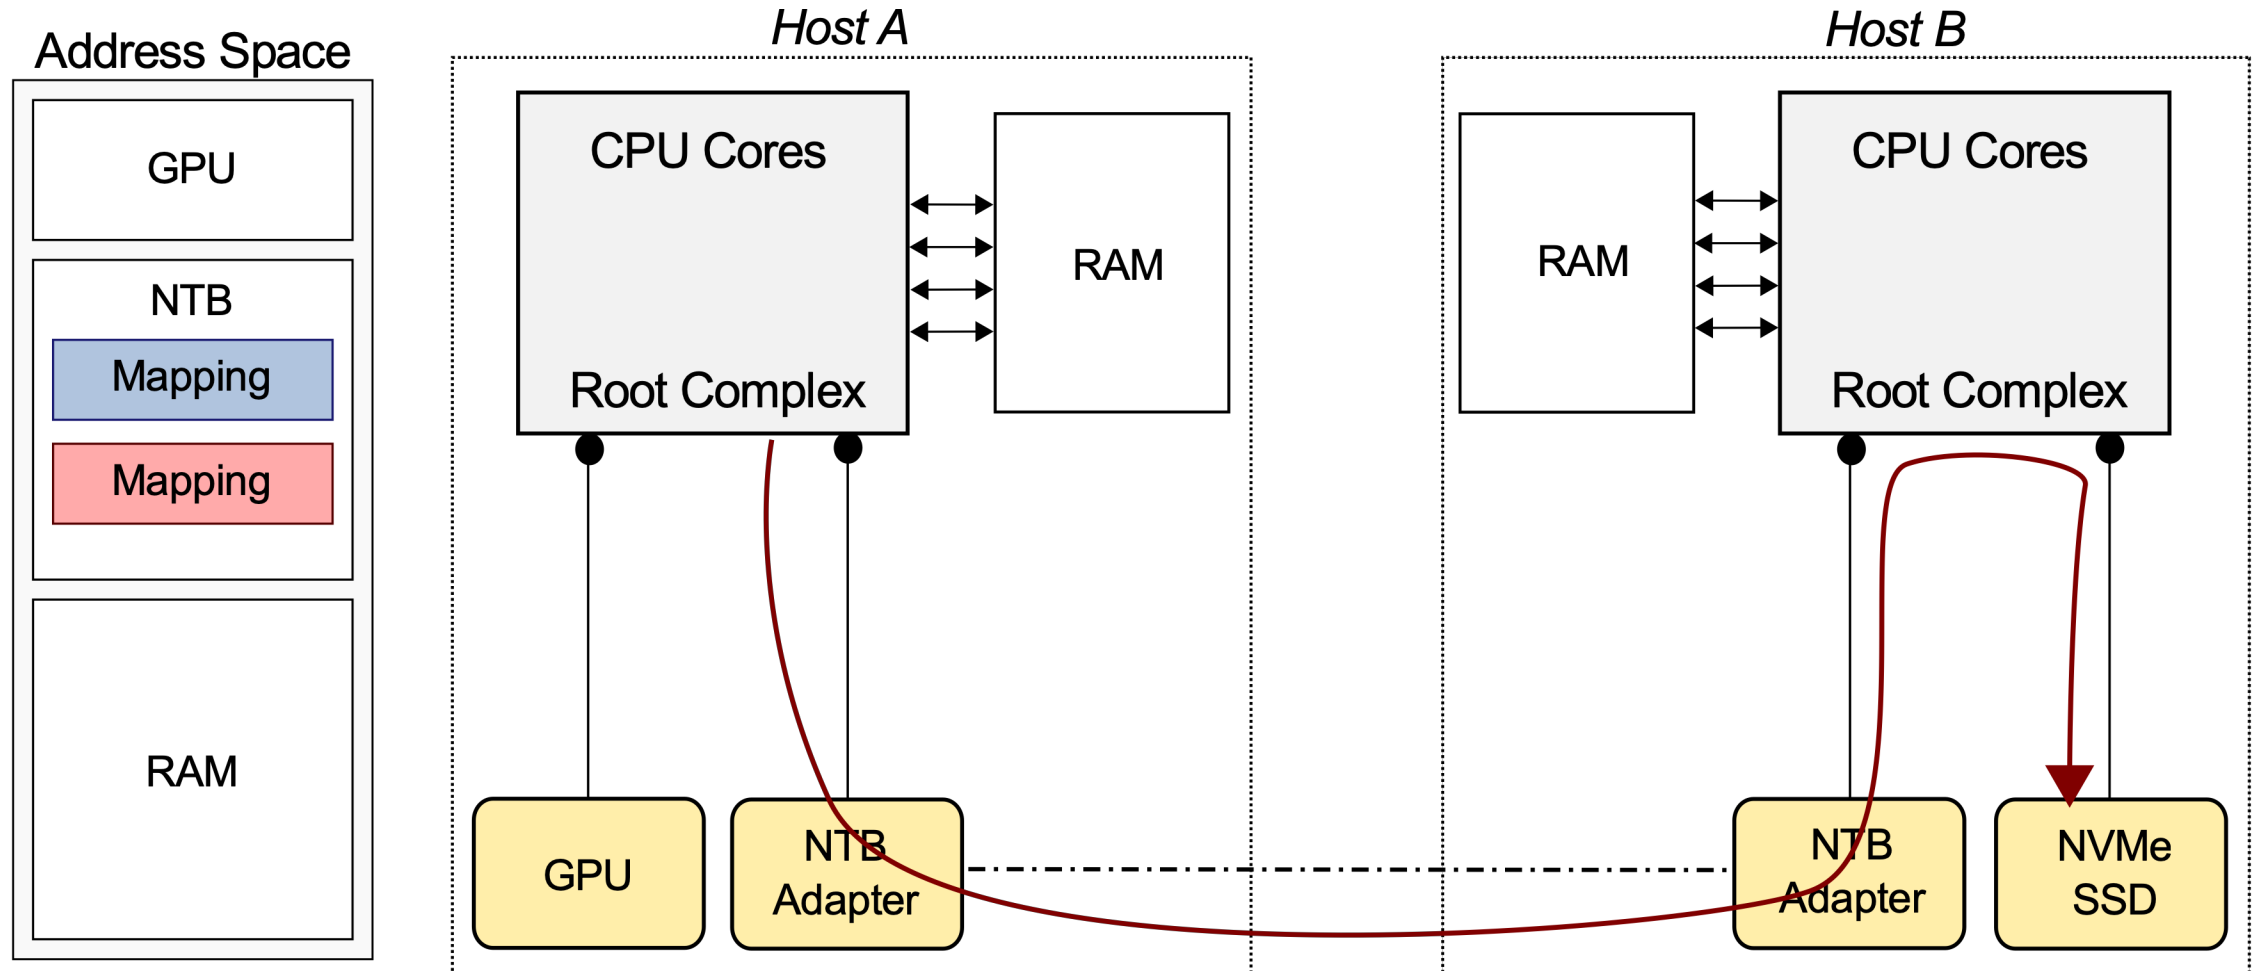 Address Space
GPU
NTB
Mapping
Mapping
RAM
Host A
CPU Cores
Root Complex
RAM
GPU
NTB
Adapter
Host B
RAM
CPU Cores
Root Complex
NTB
Adapter
NVMe
SSD